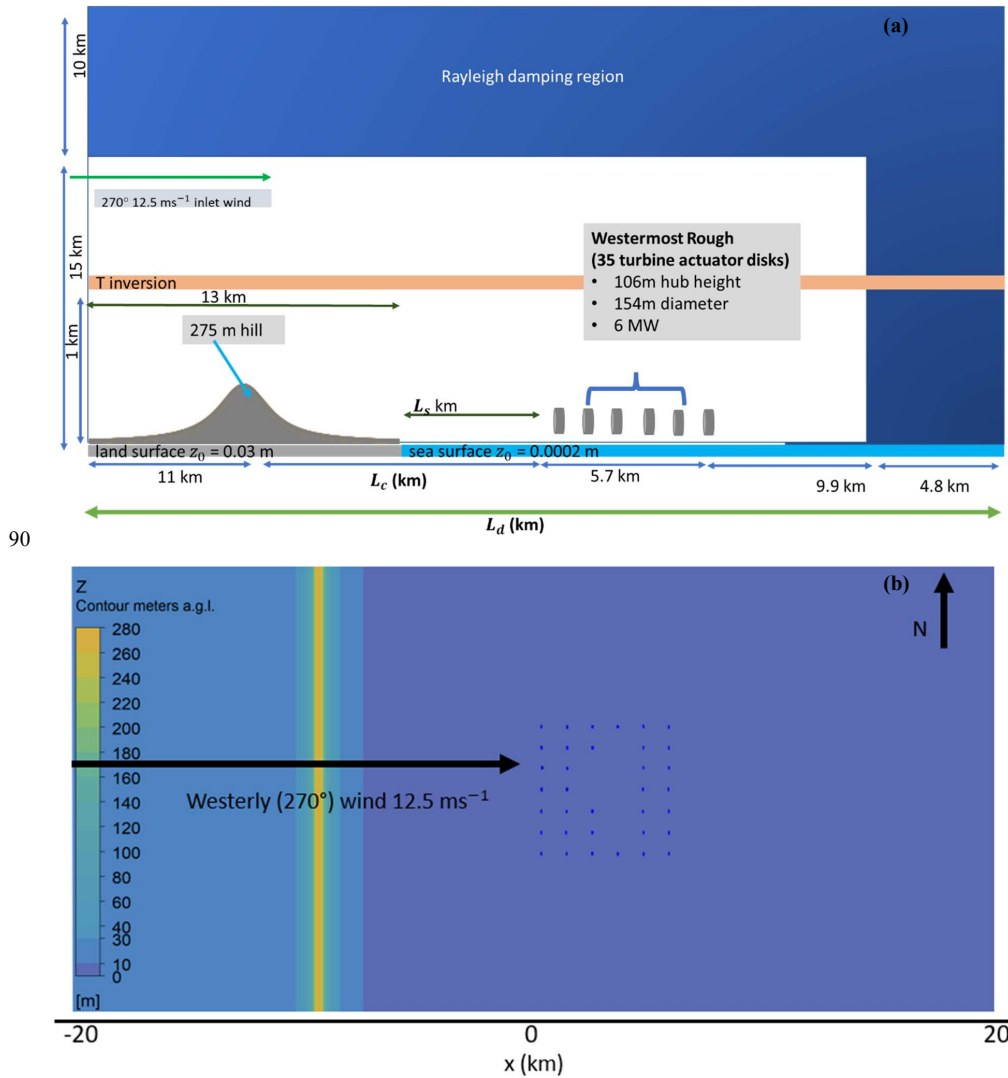 (a)
10 km
Rayleigh damping region
270° 12.5 ms⁻¹ inlet wind
15 km
Westermost Rough
(35 turbine actuator disks)
• 106m hub height
• 154m diameter
• 6 MW
T inversion
13 km
1 km
275 m hill
Lₛ km
land surface z₀ = 0.03 m
sea surface z₀ = 0.0002 m
11 km
L_c (km)
5.7 km
9.9 km
4.8 km
L_d (km)
90
(b)
Z
Contour meters a.g.l.
N
280
260
240
220
200
180
160
140
120
100
80
60
40
30
10
0
[m]
Westerly (270°) wind 12.5 ms⁻¹
-20
0
20
x (km)